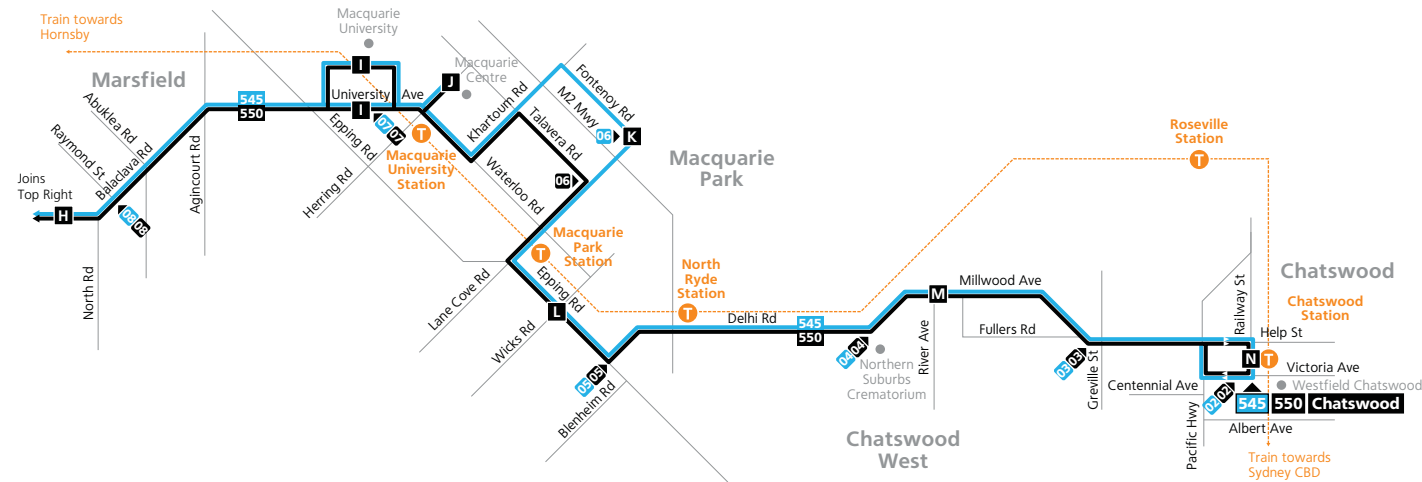 Train towards
Hornsby
Macquarie
University
Marsfield
I
J
Macquarie
Centre
545
550
University Ave
I
07
07
T
Macquarie
University
Station
Abuklea Rd
Raymond St
Balaclava Rd
Agincourt Rd
Epping Rd
Herring Rd
Joins
Top Right
H
08
08
North Rd
Khartoum Rd
Talavera Rd
M2 Mwy
Fontenoy Rd
06
K
06
Waterloo Rd
Macquarie
Park
T
Macquarie
Park
Station
Lane Cove Rd
Epping Rd
L
Wicks Rd
05
05
Blenheim Rd
North
Ryde
Station
T
Delhi Rd
545
550
04
04
Northern
Suburbs
Crematorium
M
Millwood Ave
River Ave
Fullers Rd
Chatswood
West
03
03
Greville St
Roseville
Station
T
Chatswood
Chatswood
Station
Railway St
Help St
N
T
Victoria Ave
Centennial Ave
Westfield Chatswood
02
02
545
550
Chatswood
Pacific Hwy
Albert Ave
Train towards
Sydney CBD